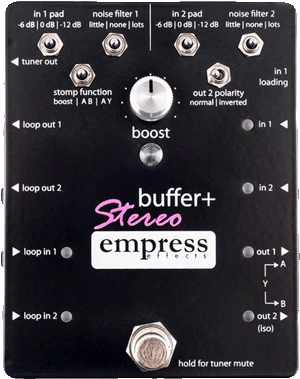 in 1 pad
-6 dB | 0 dB | -12 dB
noise filter 1
little | none | lots
in 2 pad
-6 dB | 0 dB | -12 dB
noise filter 2
little | none | lots
tuner out
in 1
loading
stomp function
boost | AB | AY
out 2 polarity
normal | inverted
loop out 1
boost
in 1
loop out 2
in 2
buffer+
Stereo
empress
effects
loop in 1
out 1
A
Y
B
loop in 2
out 2
(iso)
hold for tuner mute